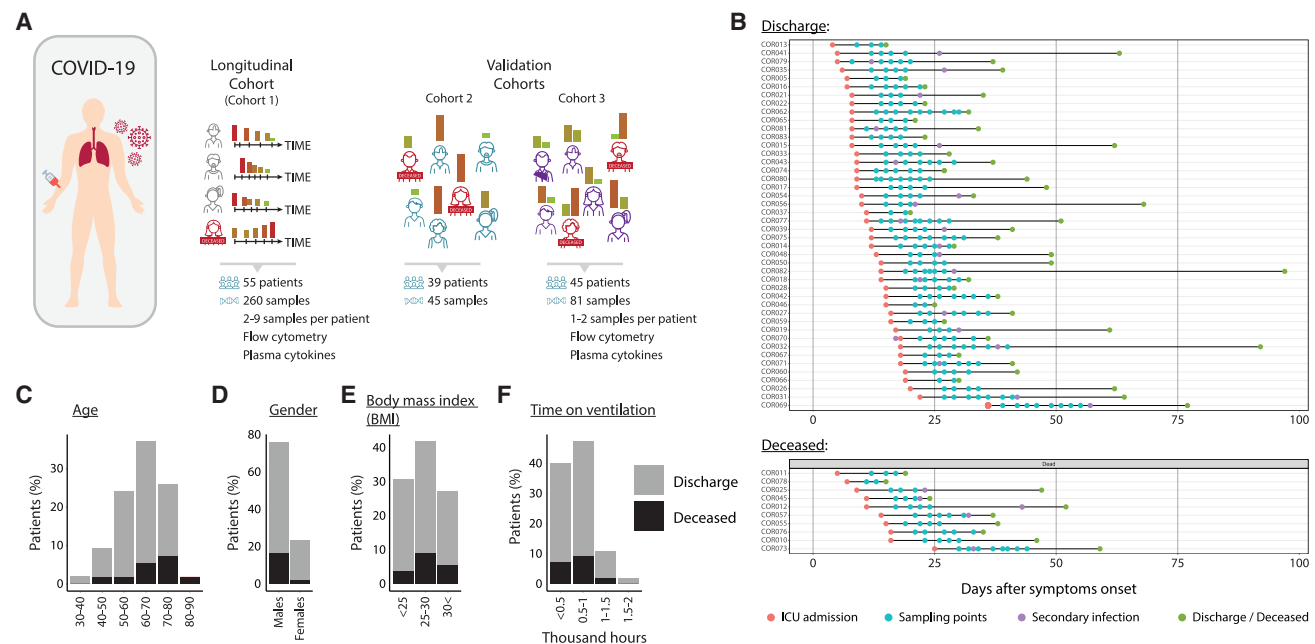 A
COVID-19
Longitudinal
Cohort
(Cohort 1)
TIME
TIME
TIME
DECEASED
TIME
55 patients
260 samples
2-9 samples per patient
Flow cytometry
Plasma cytokines
Validation
Cohorts
Cohort 2
Cohort 3
DECEASED
DECEASED
DECEASED
DECEASED
39 patients
45 samples
45 patients
81 samples
1-2 samples per patient
Flow cytometry
Plasma cytokines
B
Discharge:
COR013
COR041
COR079
COR035
COR005
COR016
COR021
COR022
COR062
COR065
COR081
COR083
COR015
COR033
COR043
COR074
COR080
COR017
COR054
COR056
COR037
COR077
COR039
COR075
COR014
COR048
COR050
COR082
COR018
COR028
COR042
COR046
COR027
COR059
COR019
COR070
COR032
COR067
COR071
COR060
COR066
COR026
COR031
COR069
0 25 50 75 100
Deceased:
Dead
COR011
COR078
COR025
COR045
COR012
COR057
COR055
COR076
COR010
COR073
0 25 50 75 100
Days after symptoms onset
ICU admission Sampling points Secondary infection Discharge / Deceased
C
Age
Patients (%)
30
20
10
0
30-40 40-50 50-60 60-70 70-80 80-90
D
Gender
Patients (%)
80
60
40
20
0
Males Females
E
Body mass index
(BMI)
Patients (%)
40
30
20
10
0
<25 25-30 30<
F
Time on ventilation
Patients (%)
40
20
0
<0.5 0.5-1 1-1.5 1.5-2
Thousand hours
Discharge
Deceased